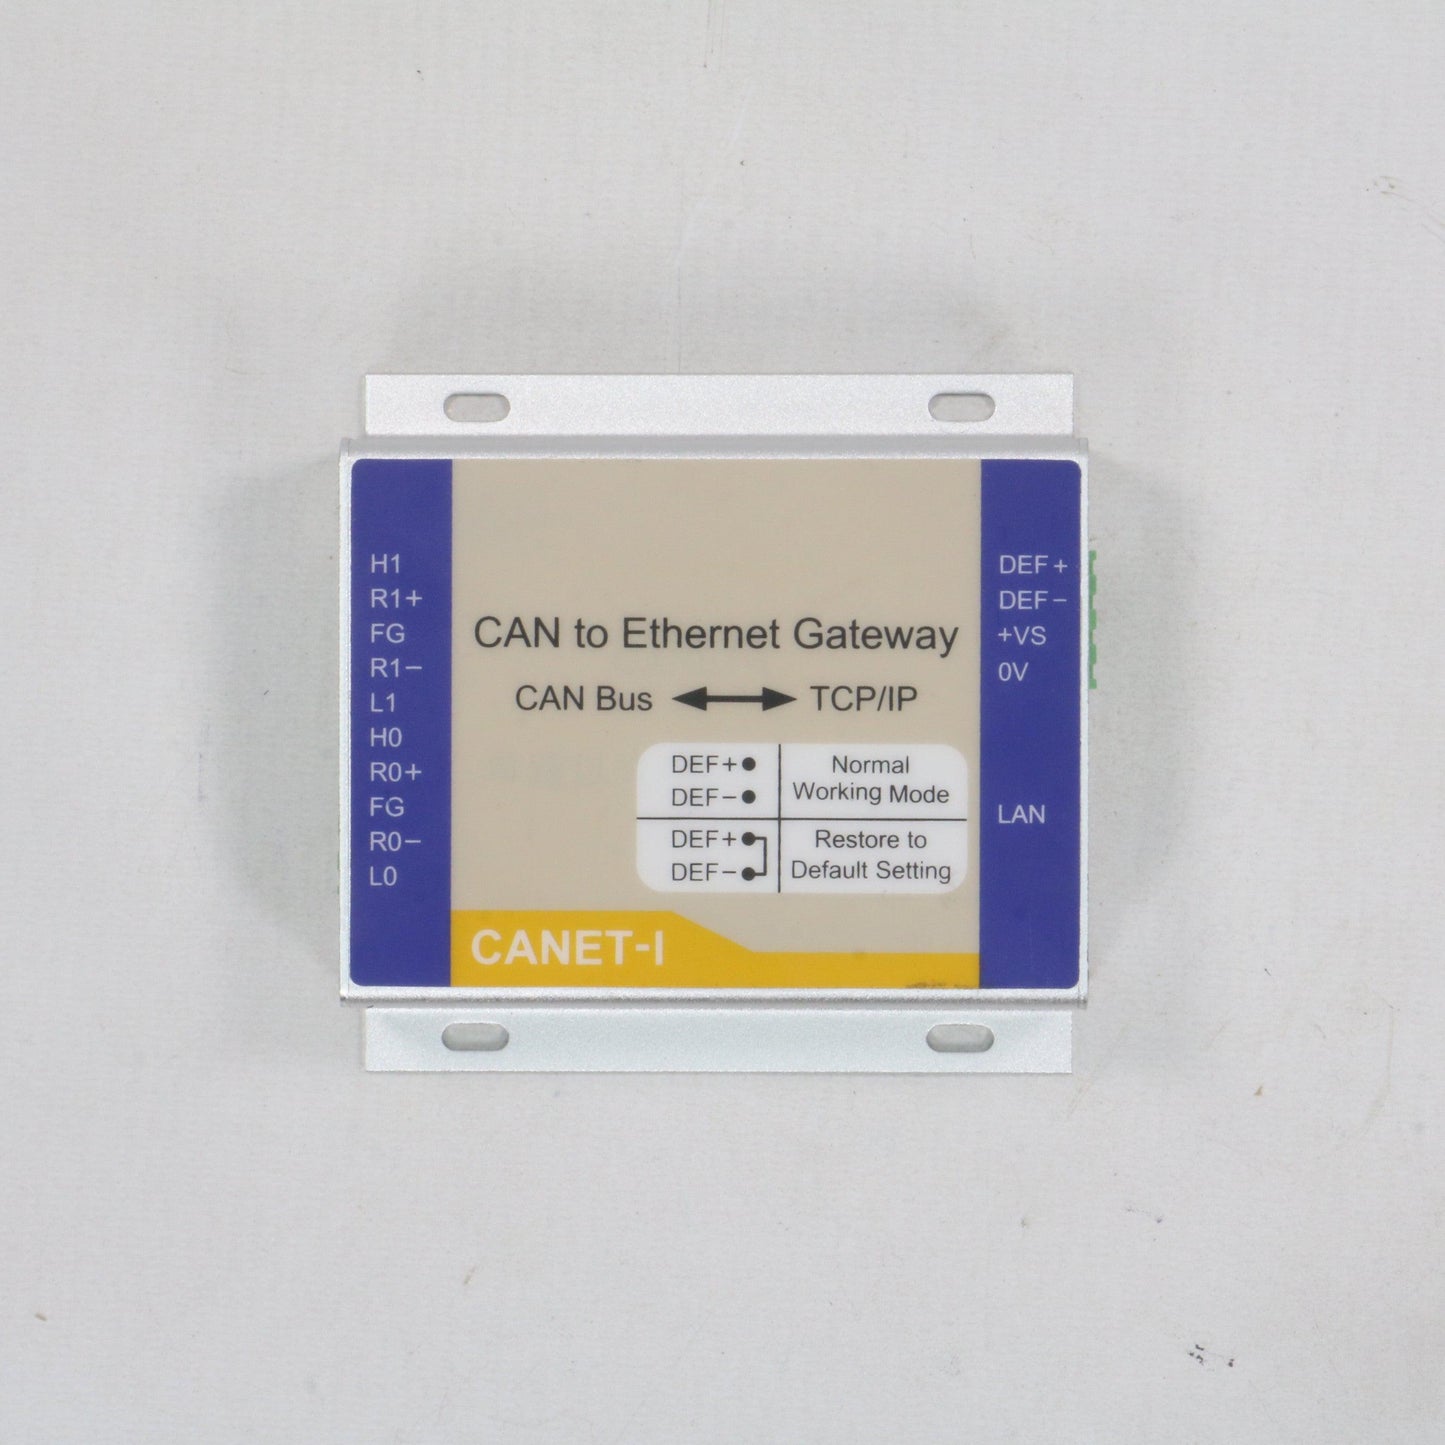 H1
R1+
FG
R1−
L1
H0
R0+
FG
R0−
L0
CAN to Ethernet Gateway
CAN Bus TCP/IP
DEF+
DEF−
Normal
Working Mode
DEF+
DEF−
Restore to
Default Setting
CANET-I
DEF+
DEF−
+VS
0V
LAN